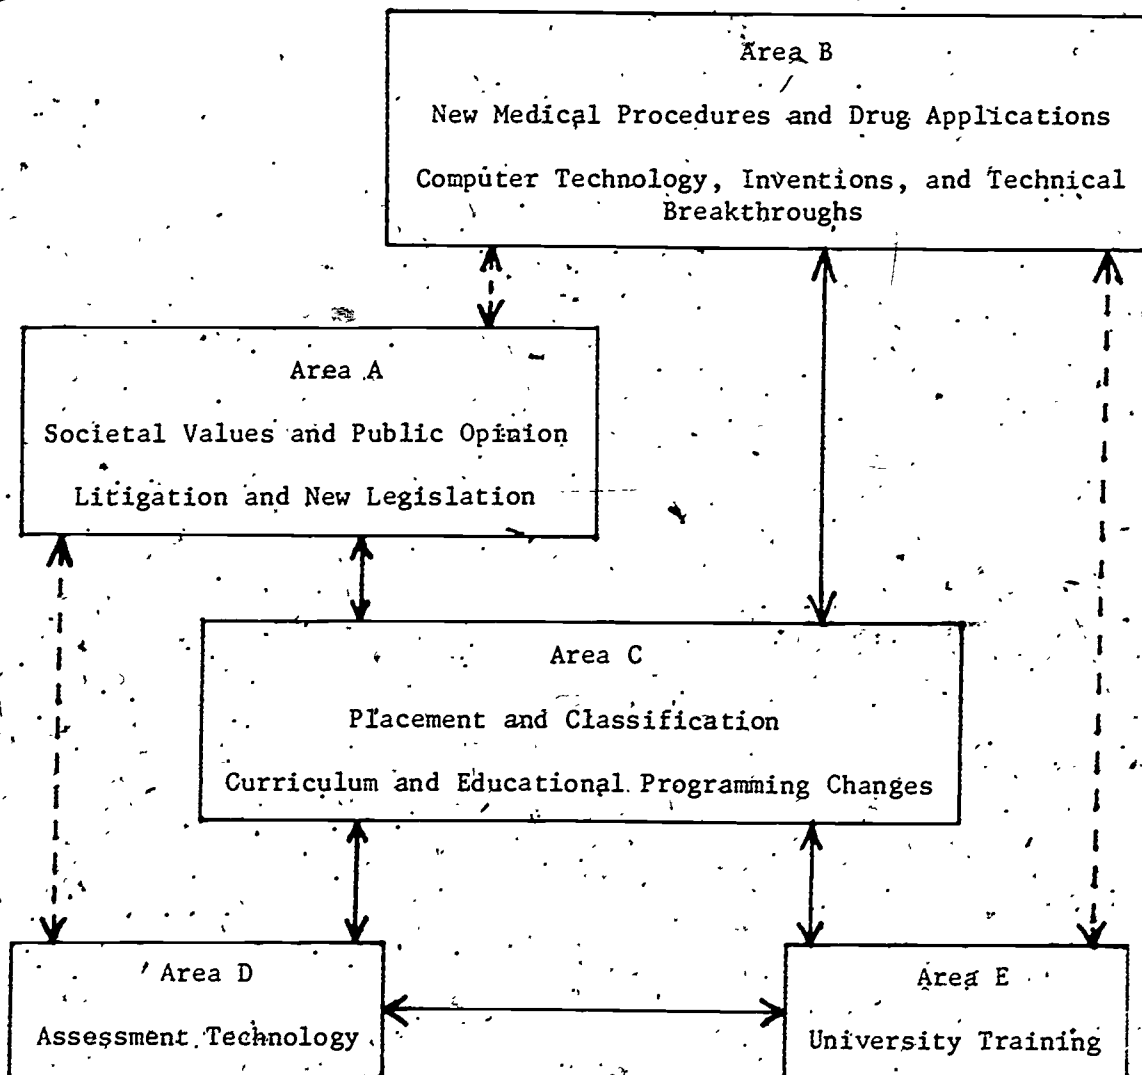 Area B
New Medical Procedures and Drug Applications
Computer Technology, Inventions, and Technical
Breakthroughs
Area A
Societal Values and Public Opinion
Litigation and New Legislation
Area C
Placement and Classification
Curriculum and Educational Programming Changes
Area D
Assessment Technology
Area E
University Training